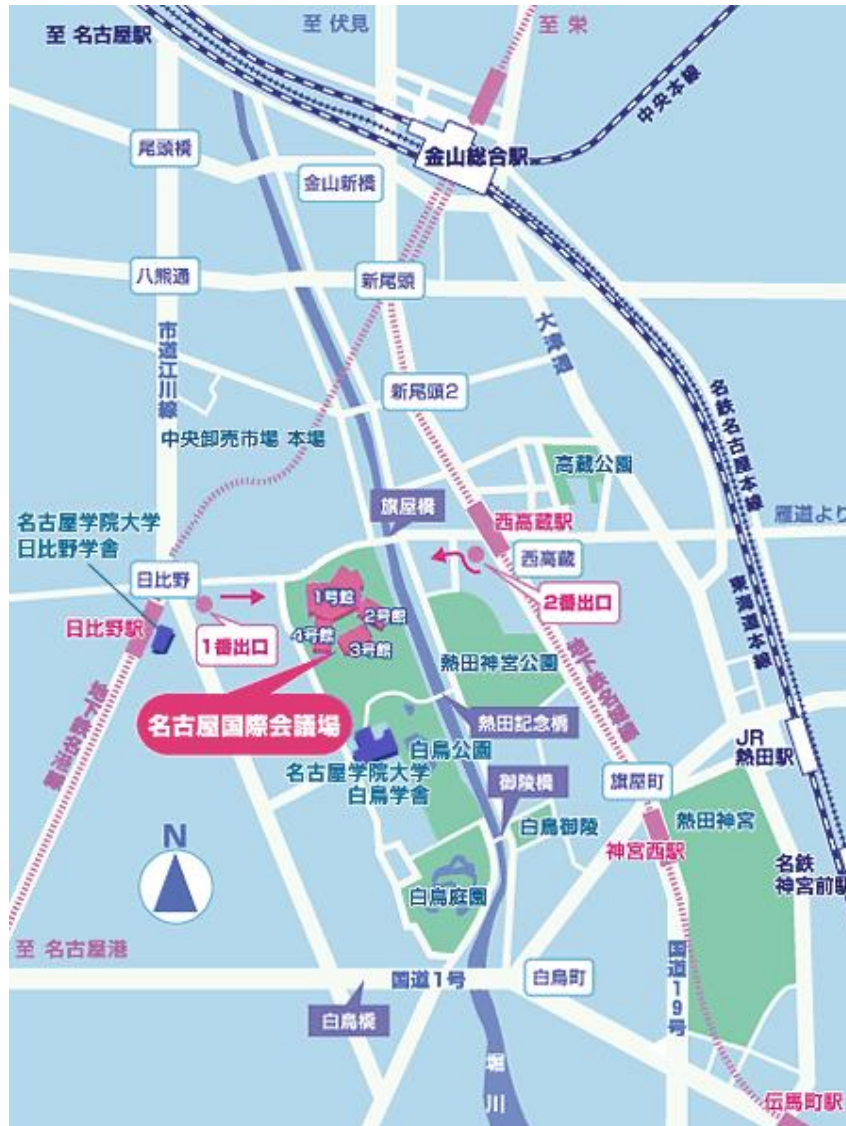 至 名古屋駅
至 伏見
至 栄
中央本線
尾頭橋
金山総合駅
金山新橋
八熊通
新尾頭
市道江川線
大津通
新尾頭2
名鉄名古屋本線
中央卸売市場 本場
高蔵公園
旗屋橋
西高蔵駅
雁道より
名古屋学院大学
日比野学舎
日比野
西高蔵
1号館
2号館
2番出口
東海道本線
日比野駅
1番出口
4号館
3号館
熱田神宮公園
地下鉄名港線
地下鉄名城線
名古屋国際会議場
熱田記念橋
JR
熱田駅
白鳥公園
名古屋学院大学
白鳥学舎
御陵橋
旗屋町
白鳥御陵
熱田神宮
神宮西駅
N
名鉄
神宮前駅
白鳥庭園
至 名古屋港
国道1号
白鳥町
国道19号
白鳥橋
堀川
伝馬町駅